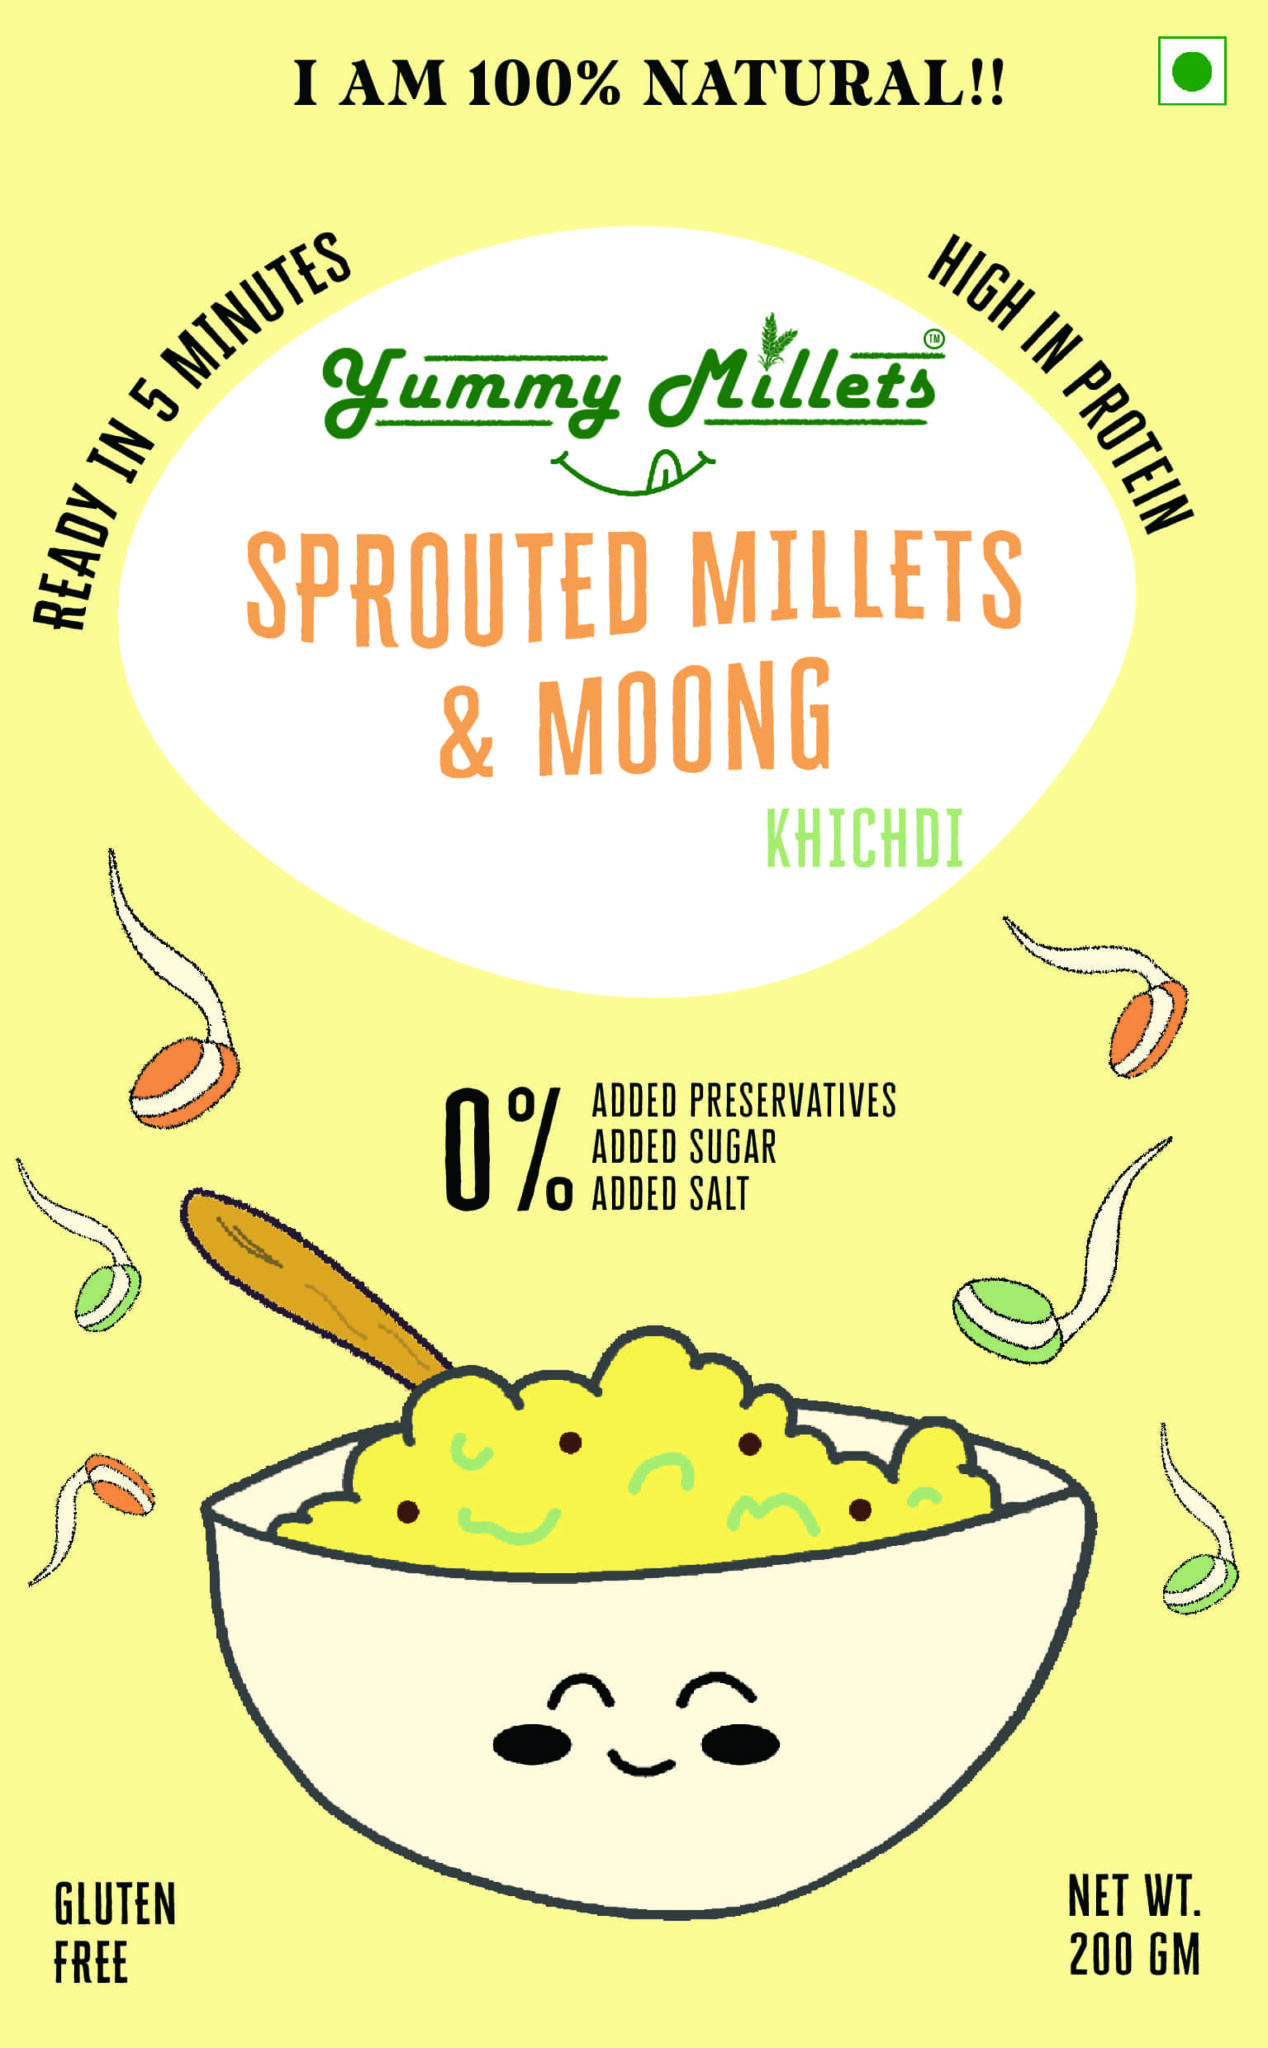 I AM 100% NATURAL!!
READY IN 5 MINUTES
HIGH IN PROTEIN
Yummy Millets TM
SPROUTED MILLETS
& MOONG
KHICHDI
0%
ADDED PRESERVATIVES
ADDED SUGAR
ADDED SALT
GLUTEN
FREE
NET WT.
200 GM